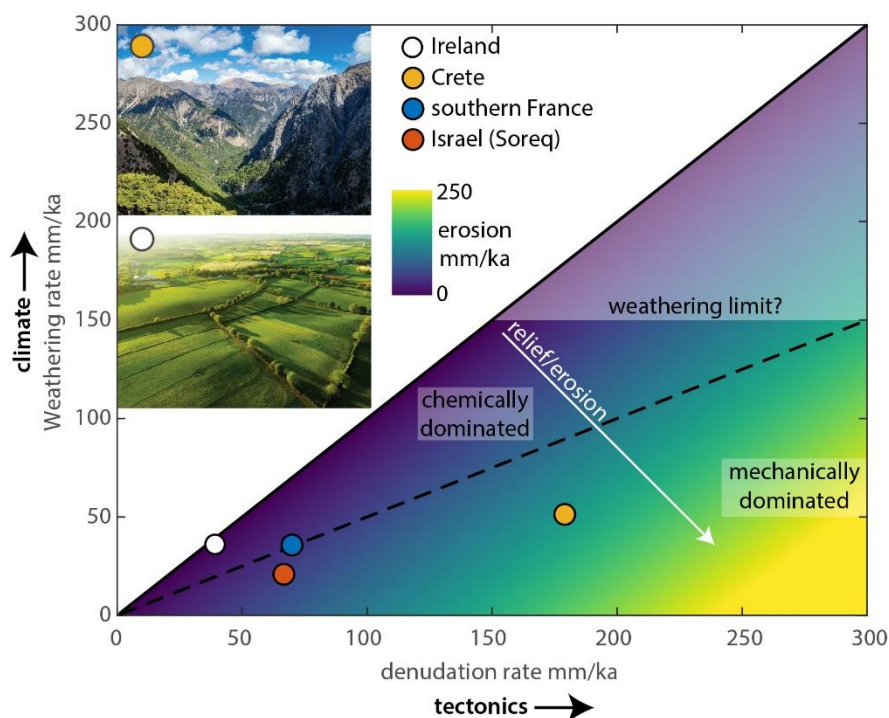 300
250
200
150
100
50
0
climate
Weathering rate mm/ka
Ireland
Crete
southern France
Israel (Soreq)
250
erosion
mm/ka
0
weathering limit?
relief/erosion
chemically
dominated
mechanically
dominated
0
50
100
150
200
250
300
denudation rate mm/ka
tectonics